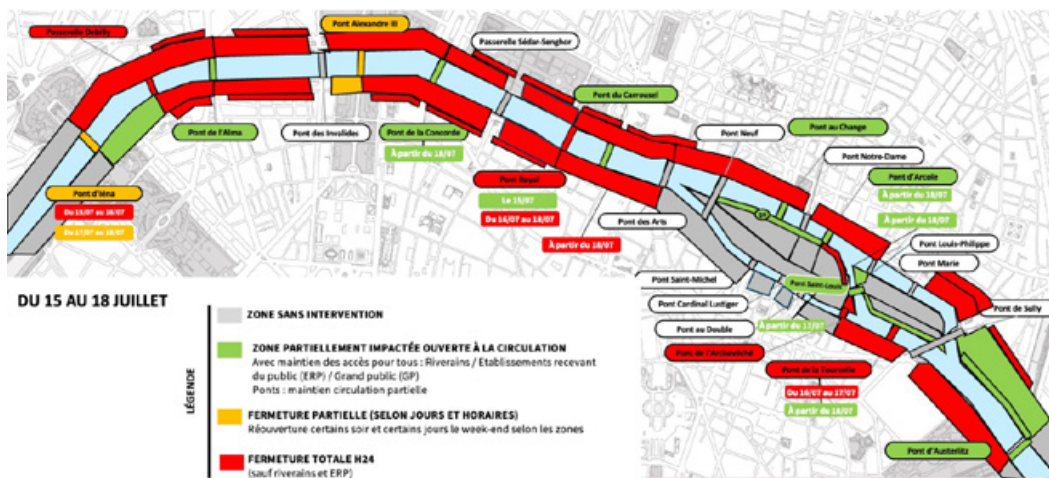 Passerelle Debilly
Pont Alexandre III
Passerelle Sédar-Senghor
Pont du Carrousel
Pont Neuf
Pont au Change
Pont Notre-Dame
Pont d'Arcole
À partir du 18/07
À partir du 18/07
Pont de l'Alma
Pont des Invalides
Pont de la Concorde
À partir du 18/07
Pont Royal
Le 15/07
Du 16/07 au 18/07
À partir du 18/07
Pont d'Iéna
Du 15/07 au 16/07
Du 17/07 au 18/07
Pont des Arts
Pont Louis-Philippe
Pont Marie
Pont Saint-Michel
Pont Saint-Louis
Pont Cardinal Lustiger
Pont de Sully
Pont au Double
À partir du 17/07
Pont de l'Archevêché
Pont de la Tournelle
Du 16/07 au 17/07
À partir du 18/07
Pont d'Austerlitz
DU 15 AU 18 JUILLET
LÉGENDE
ZONE SANS INTERVENTION
ZONE PARTIELLEMENT IMPACTÉE OUVERTE À LA CIRCULATION
Avec maintien des accès pour tous : Riverains / Etablissements recevant
du public (ERP) / Grand public (GP)
Ponts : maintien circulation partielle
FERMETURE PARTIELLE (SELON JOURS ET HORAIRES)
Réouverture certains soir et certains jours le week-end selon les zones
FERMETURE TOTALE H24
(sauf riverains et ERP)